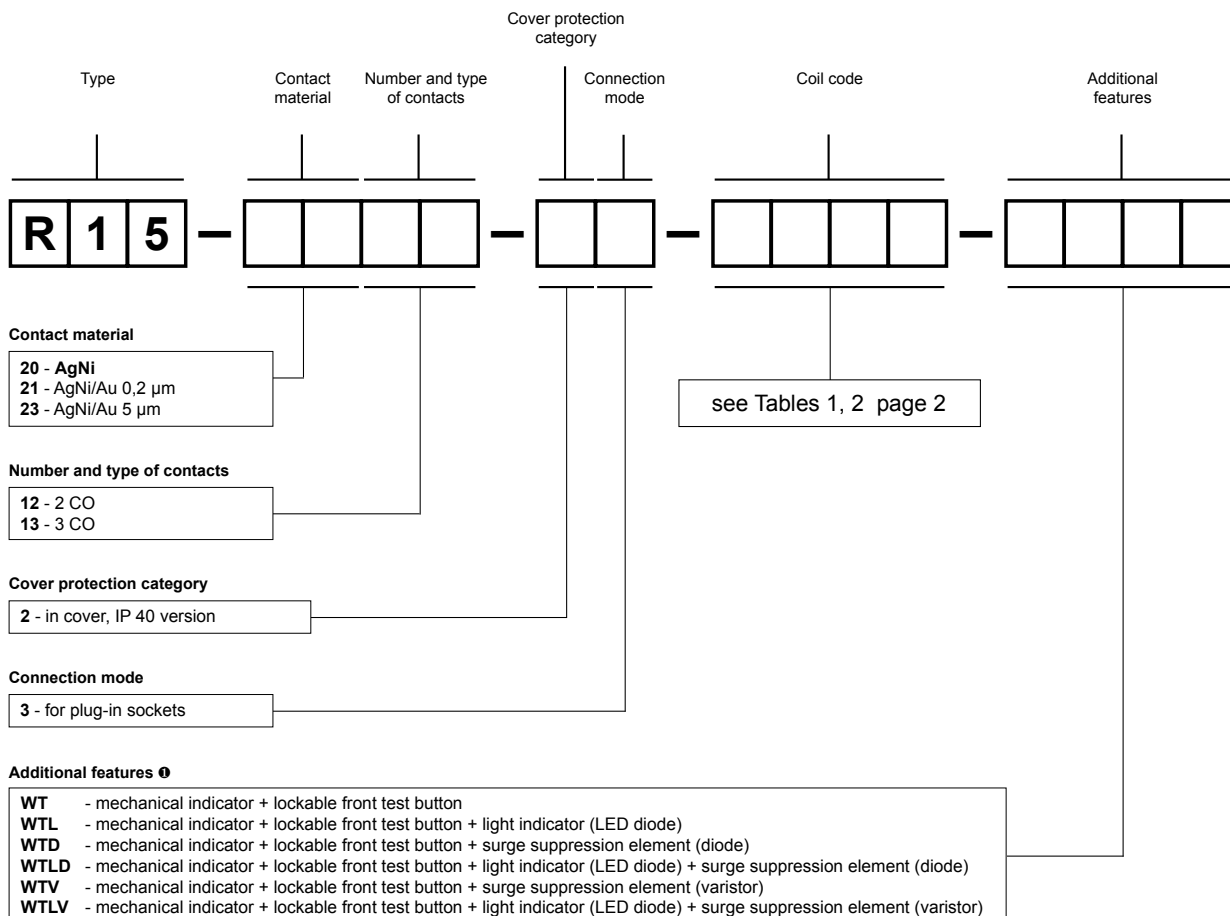 Cover protection
category
Type
Contact
material
Number and type
of contacts
Connection
mode
Coil code
Additional
features
R 1 5 – – – –
Contact material
20 - AgNi
21 - AgNi/Au 0,2 µm
23 - AgNi/Au 5 µm
see Tables 1, 2 page 2
Number and type of contacts
12 - 2 CO
13 - 3 CO
Cover protection category
2 - in cover, IP 40 version
Connection mode
3 - for plug-in sockets
Additional features ❶
WT - mechanical indicator + lockable front test button
WTL - mechanical indicator + lockable front test button + light indicator (LED diode)
WTD - mechanical indicator + lockable front test button + surge suppression element (diode)
WTLD - mechanical indicator + lockable front test button + light indicator (LED diode) + surge suppression element (diode)
WTV - mechanical indicator + lockable front test button + surge suppression element (varistor)
WTLV - mechanical indicator + lockable front test button + light indicator (LED diode) + surge suppression element (varistor)